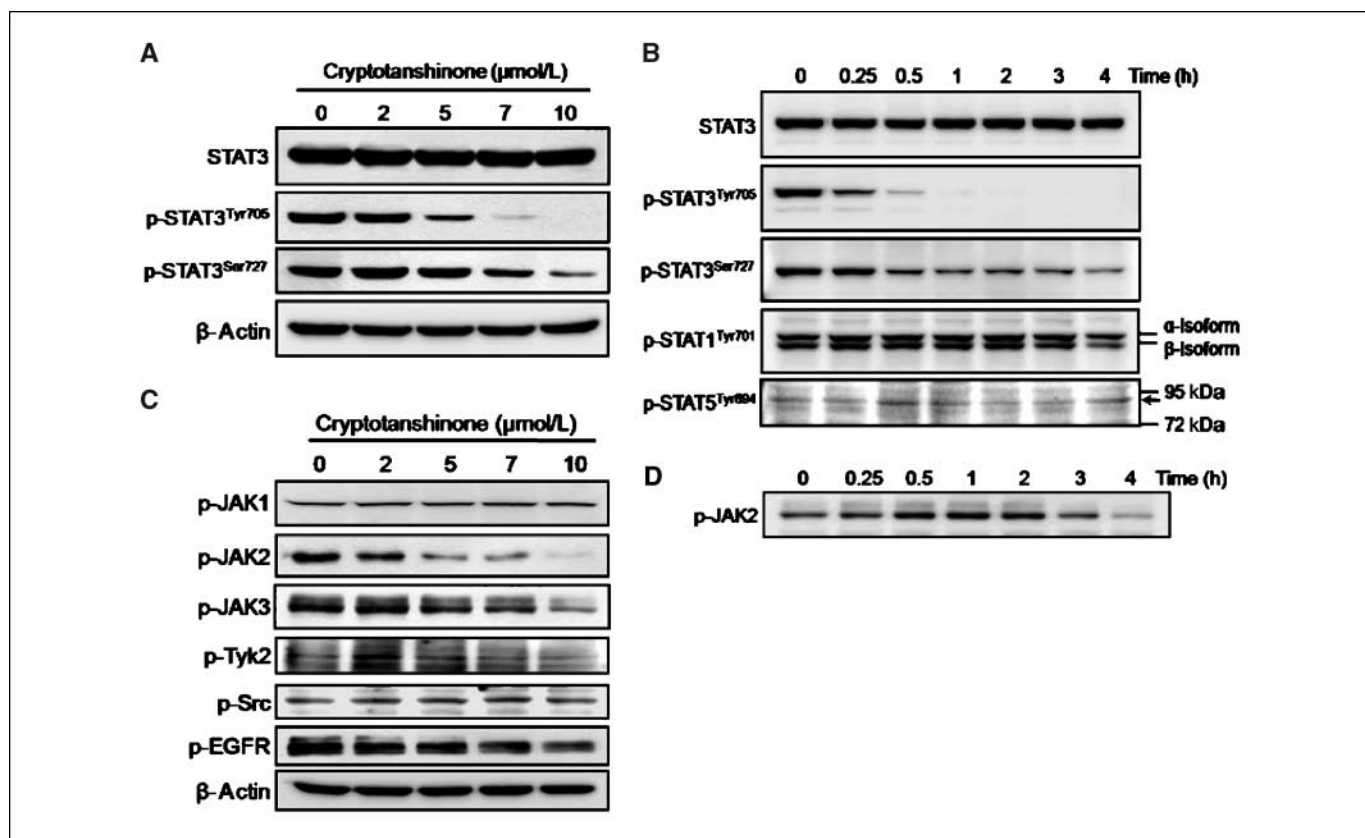 A
Cryptotanshinone (μmol/L)
0 2 5 7 10
STAT3
p-STAT3Tyr705
p-STAT3Ser727
β-Actin
B
0 0.25 0.5 1 2 3 4 Time (h)
STAT3
p-STAT3Tyr705
p-STAT3Ser727
p-STAT1Tyr701
α-Isoform
β-Isoform
p-STAT5Tyr694
95 kDa
72 kDa
C
Cryptotanshinone (μmol/L)
0 2 5 7 10
p-JAK1
p-JAK2
p-JAK3
p-Tyk2
p-Src
p-EGFR
β-Actin
D
0 0.25 0.5 1 2 3 4 Time (h)
p-JAK2